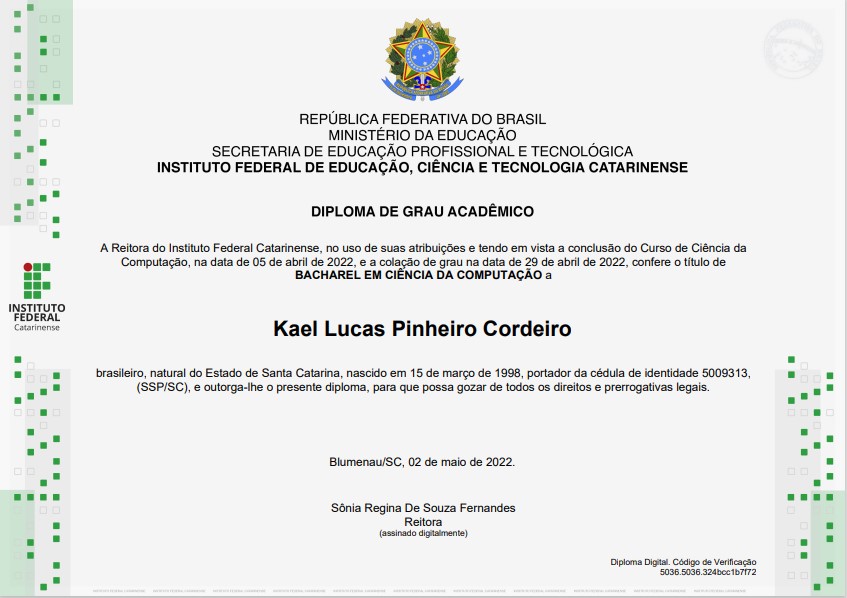 REPÚBLICA FEDERATIVA DO BRASIL
MINISTÉRIO DA EDUCAÇÃO
SECRETARIA DE EDUCAÇÃO PROFISSIONAL E TECNOLÓGICA
INSTITUTO FEDERAL DE EDUCAÇÃO, CIÊNCIA E TECNOLOGIA CATARINENSE
DIPLOMA DE GRAU ACADÊMICO
A Reitora do Instituto Federal Catarinense, no uso de suas atribuições e tendo em vista a conclusão do Curso de Ciência da
Computação, na data de 05 de abril de 2022, e a colação de grau na data de 29 de abril de 2022, confere o título de
BACHAREL EM CIÊNCIA DA COMPUTAÇÃO a
INSTITUTO
FEDERAL
Catarinense
Kael Lucas Pinheiro Cordeiro
brasileiro, natural do Estado de Santa Catarina, nascido em 15 de março de 1998, portador da cédula de identidade 5009313,
(SSP/SC), e outorga-lhe o presente diploma, para que possa gozar de todos os direitos e prerrogativas legais.
Blumenau/SC, 02 de maio de 2022.
Sônia Regina De Souza Fernandes
Reitora
(assinado digitalmente)
Diploma Digital. Código de Verificação
5036.5036.324bcc1b7f72